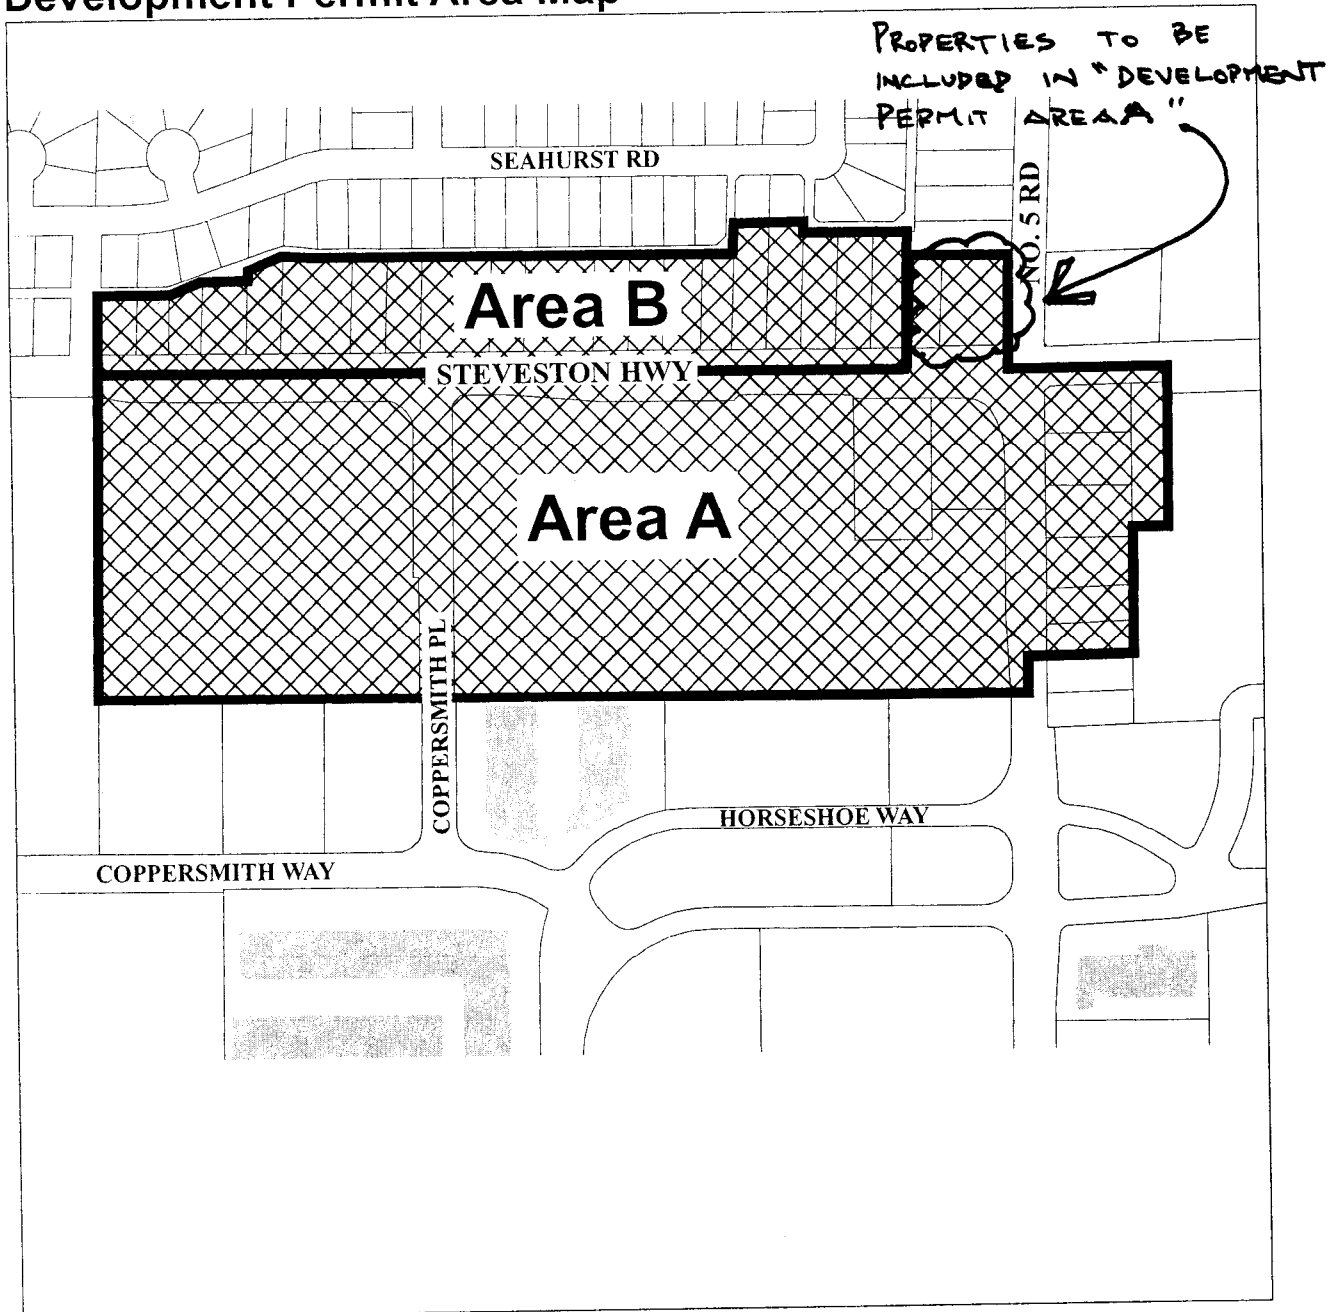 Development Permit Area Map
PROPERTIES TO BE
INCLUDED IN "DEVELOPMENT
PERMIT AREA A"
SEAHURST RD
NO. 5 RD
Area B
STEVESTON HWY
Area A
COPPERSMITH PL
HORSESHOE WAY
COPPERSMITH WAY